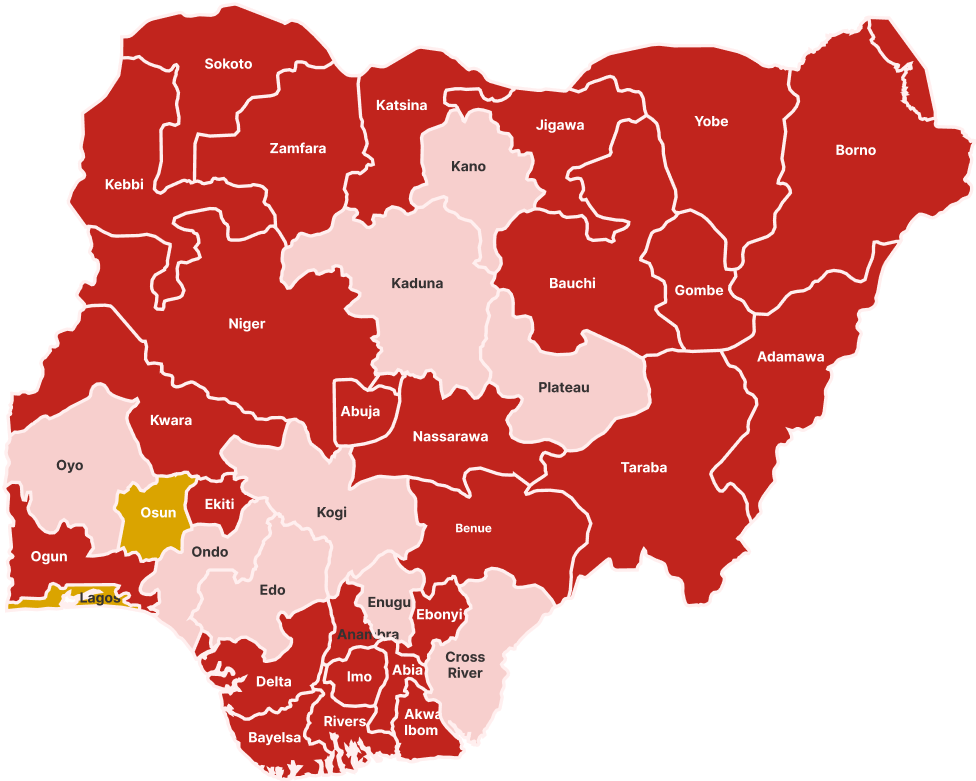 Sokoto
Katsina
Jigawa
Yobe
Borno
Zamfara
Kano
Kebbi
Kaduna
Bauchi
Gombe
Niger
Adamawa
Plateau
Abuja
Kwara
Nassarawa
Oyo
Taraba
Osun
Ekiti
Kogi
Benue
Ogun
Ondo
Edo
Lagos
Enugu
Ebonyi
Anambra
Cross
River
Abia
Imo
Delta
Akwa
Ibom
Rivers
Bayelsa